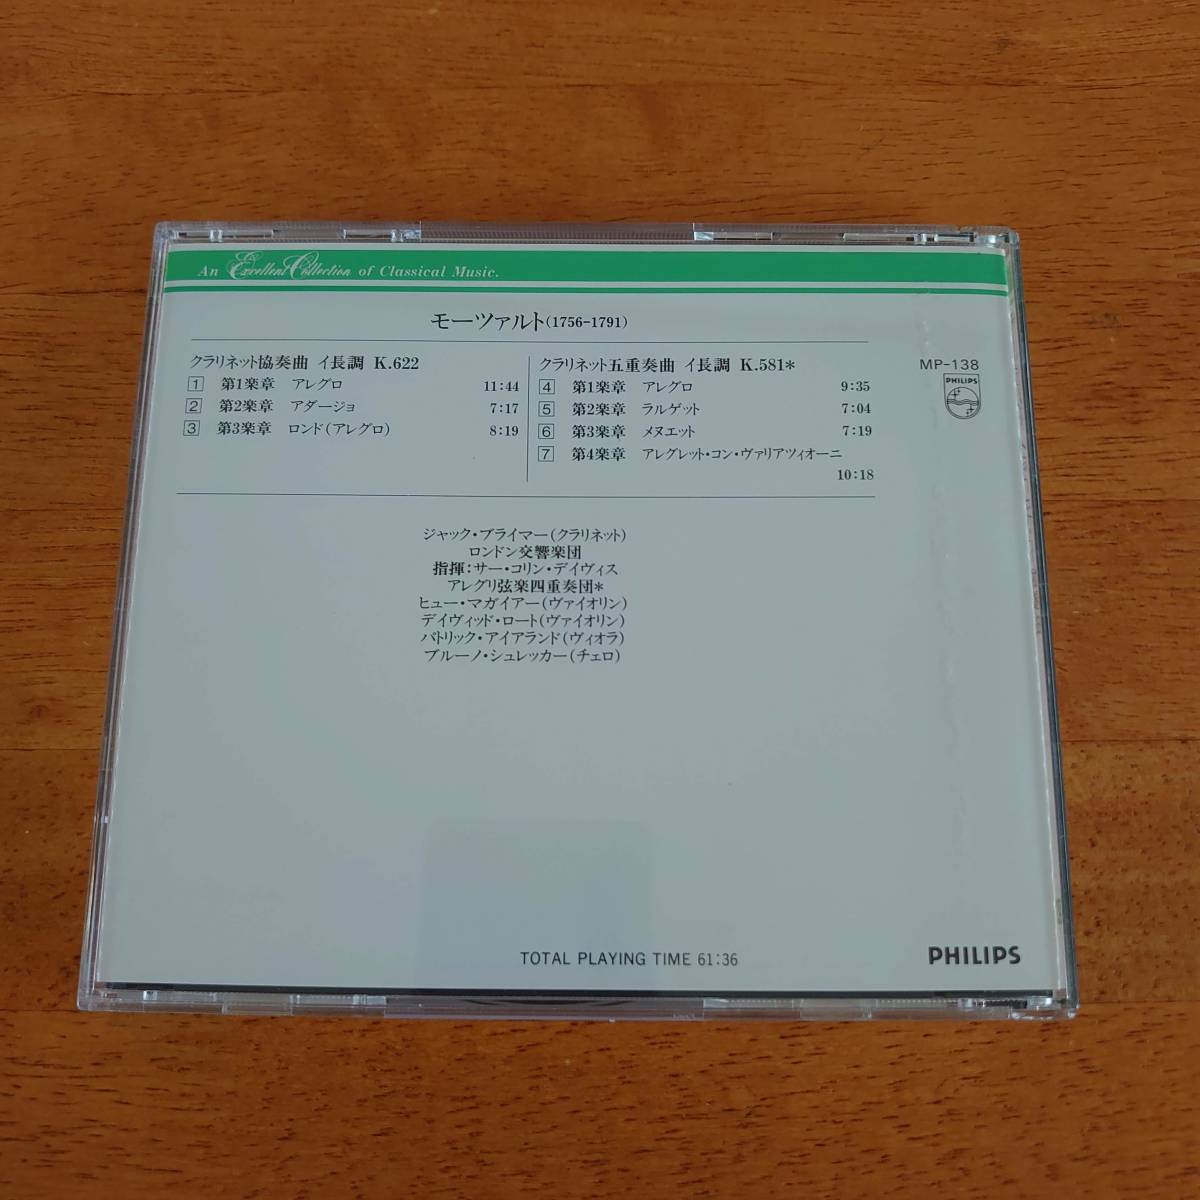 An Excellent Collection of Classical Music.
モーツァルト(1756-1791)
クラリネット協奏曲 イ長調 K.622
1 第1楽章 アレグロ 11:44
2 第2楽章 アダージョ 7:17
3 第3楽章 ロンド(アレグロ) 8:19
クラリネット五重奏曲 イ長調 K.581*
4 第1楽章 アレグロ 9:35
5 第2楽章 ラルゲット 7:04
6 第3楽章 メヌエット 7:19
7 第4楽章 アレグレット・コン・ヴァリアツィオーニ
10:18
MP-138
PHILIPS
ジャック・ブライマー(クラリネット)
ロンドン交響楽団
指揮:サー・コリン・デイヴィス
アレグリ弦楽四重奏団*
ヒュー・マガイアー(ヴァイオリン)
デイヴィッド・ロート(ヴァイオリン)
パトリック・アイアランド(ヴィオラ)
ブルーノ・シュレッカー(チェロ)
TOTAL PLAYING TIME 61:36
PHILIPS